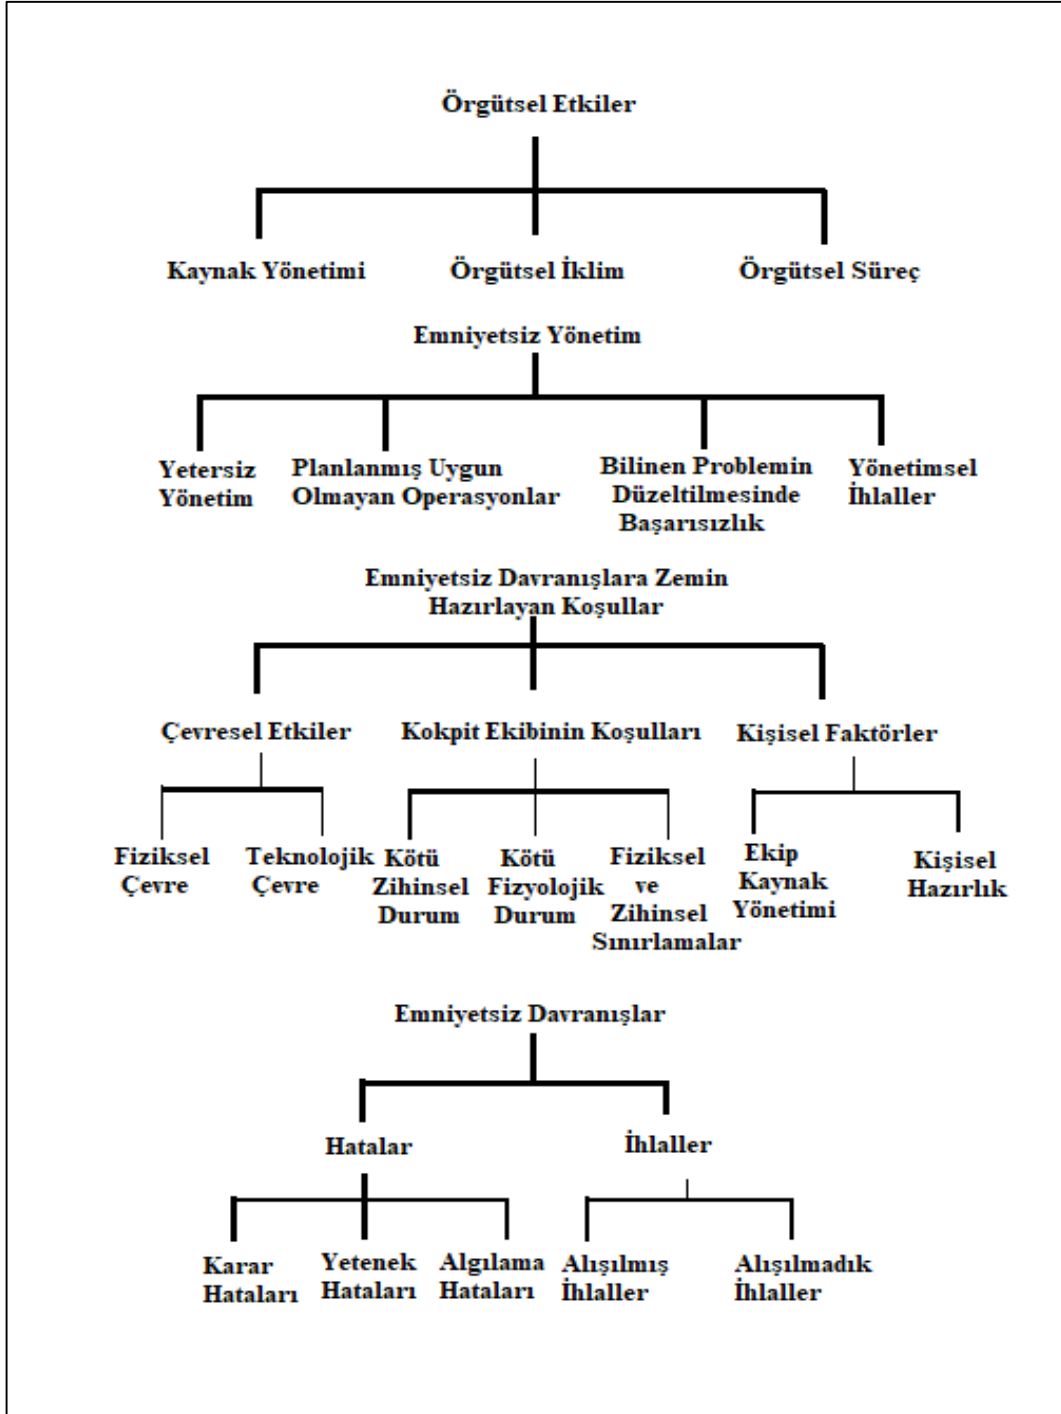 Örgütsel Etkiler
Kaynak Yönetimi
Örgütsel İklim
Örgütsel Süreç
Emniyetsiz Yönetim
Yetersiz
Yönetim
Planlanmış Uygun
Olmayan Operasyonlar
Bilinen Problemin
Düzeltilmesinde
Başarısızlık
Yönetimsel
İhlaller
Emniyetsiz Davranışlara Zemin
Hazırlayan Koşullar
Çevresel Etkiler
Kokpit Ekibinin Koşulları
Kişisel Faktörler
Fiziksel
Çevre
Teknolojik
Çevre
Kötü
Zihinsel
Durum
Kötü
Fizyolojik
Durum
Fiziksel
ve
Zihinsel
Sınırlamalar
Ekip
Kaynak
Yönetimi
Kişisel
Hazırlık
Emniyetsiz Davranışlar
Hatalar
İhlaller
Karar
Hataları
Yetenek
Hataları
Algılama
Hataları
Alışılmış
İhlaller
Alışılmadık
İhlaller